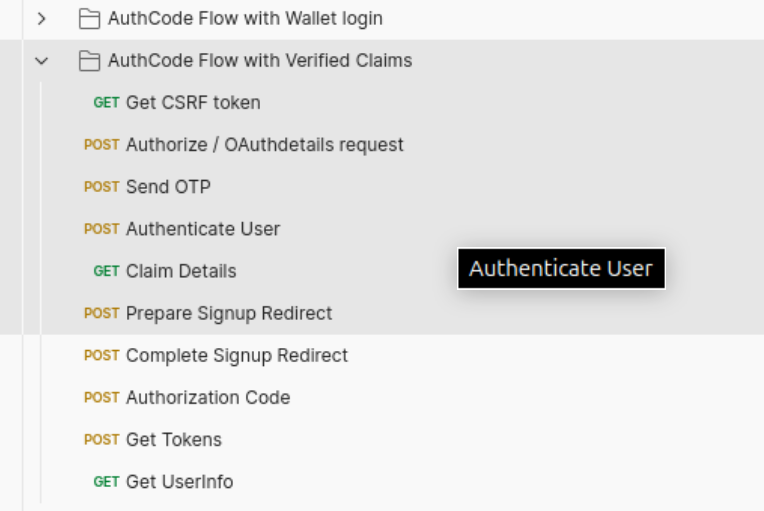 AuthCode Flow with Wallet login
AuthCode Flow with Verified Claims
GET Get CSRF token
POST Authorize / OAuthdetails request
POST Send OTP
POST Authenticate User
GET Claim Details
Authenticate User
POST Prepare Signup Redirect
POST Complete Signup Redirect
POST Authorization Code
POST Get Tokens
GET Get UserInfo